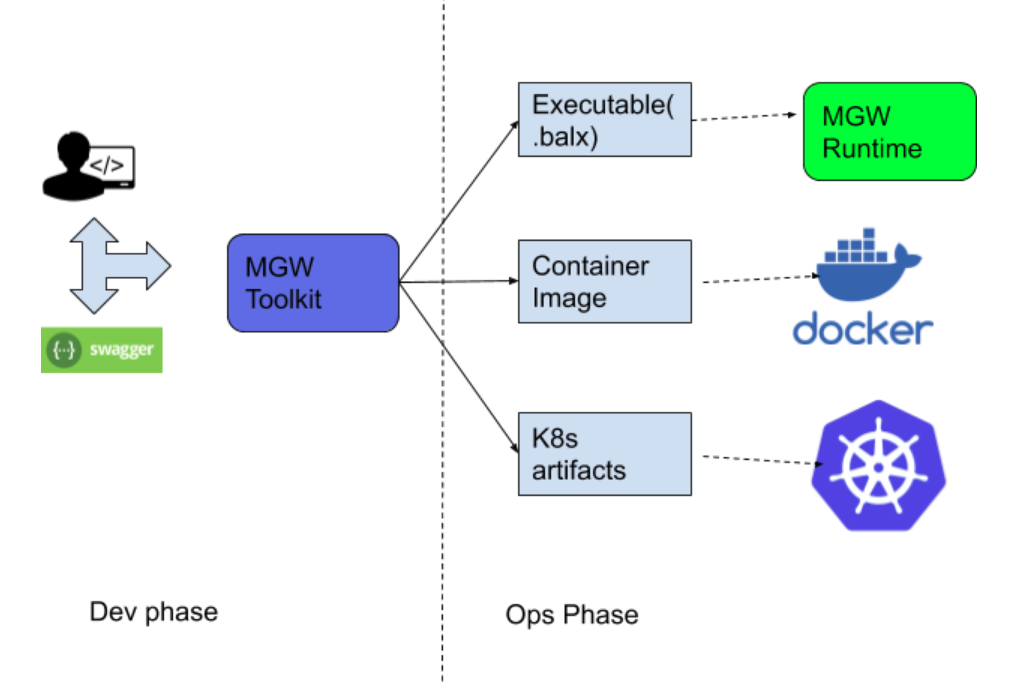 Executable(
.balx)
MGW
Runtime
</>
MGW
Toolkit
Container
Image
{···} swagger
docker
K8s
artifacts
Dev phase
Ops Phase